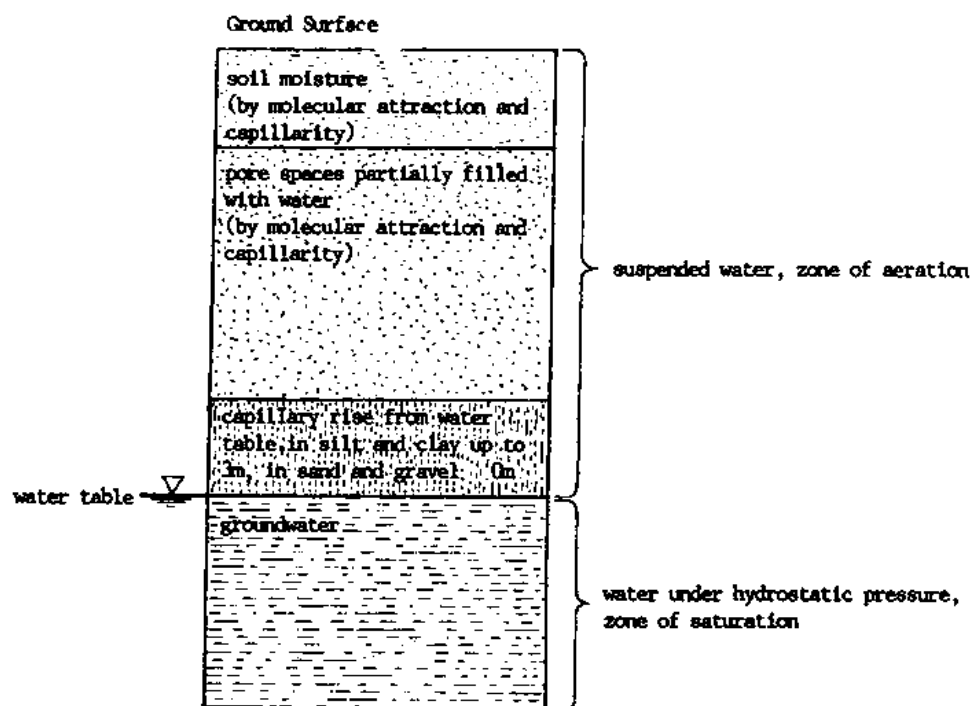 Ground Surface
soil moisture
(by molecular attraction and
capillarity)
pore spaces partially filled
with water
(by molecular attraction and
capillarity)
suspended water, zone of aeration
capillary rise from water
table,in silt and clay up to
3m, in sand and gravel 0m
water table
groundwater
water under hydrostatic pressure,
zone of saturation